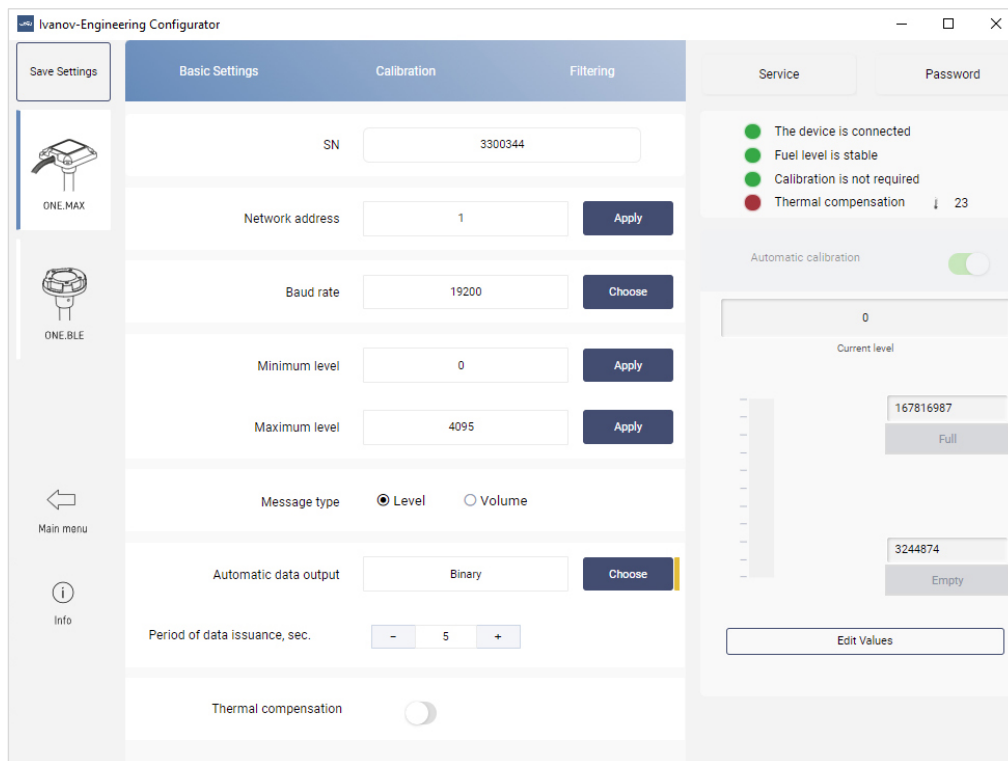 Ivanov-Engineering Configurator
Save Settings
Basic Settings
Calibration
Filtering
Service
Password
ONE.MAX
ONE.BLE
Main menu
Info
SN
3300344
Network address
1
Apply
Baud rate
19200
Choose
Minimum level
0
Apply
Maximum level
4095
Apply
Message type
Level
Volume
Automatic data output
Binary
Choose
Period of data issuance, sec.
-
5
+
Thermal compensation
The device is connected
Fuel level is stable
Calibration is not required
Thermal compensation
23
Automatic calibration
0
Current level
167816987
Full
3244874
Empty
Edit Values